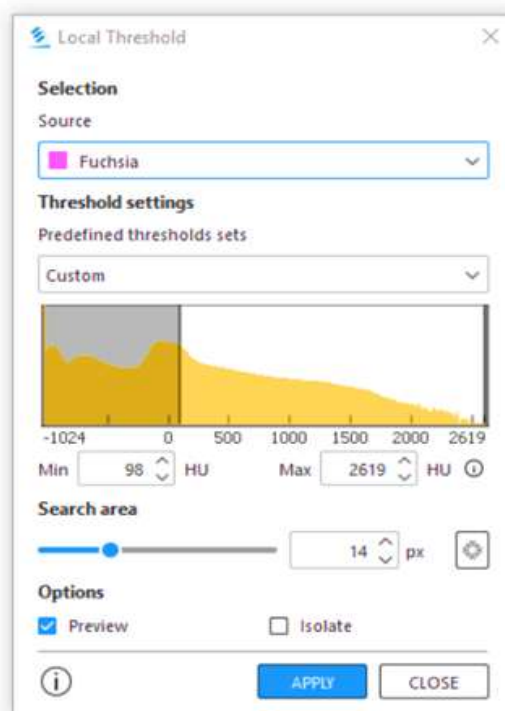 Local Threshold
Selection
Source
Fuchsia
Threshold settings
Predefined thresholds sets
Custom
-1024 0 500 1000 1500 2000 2619
Min 98 HU Max 2619 HU
Search area
14 px
Options
Preview Isolate
APPLY CLOSE